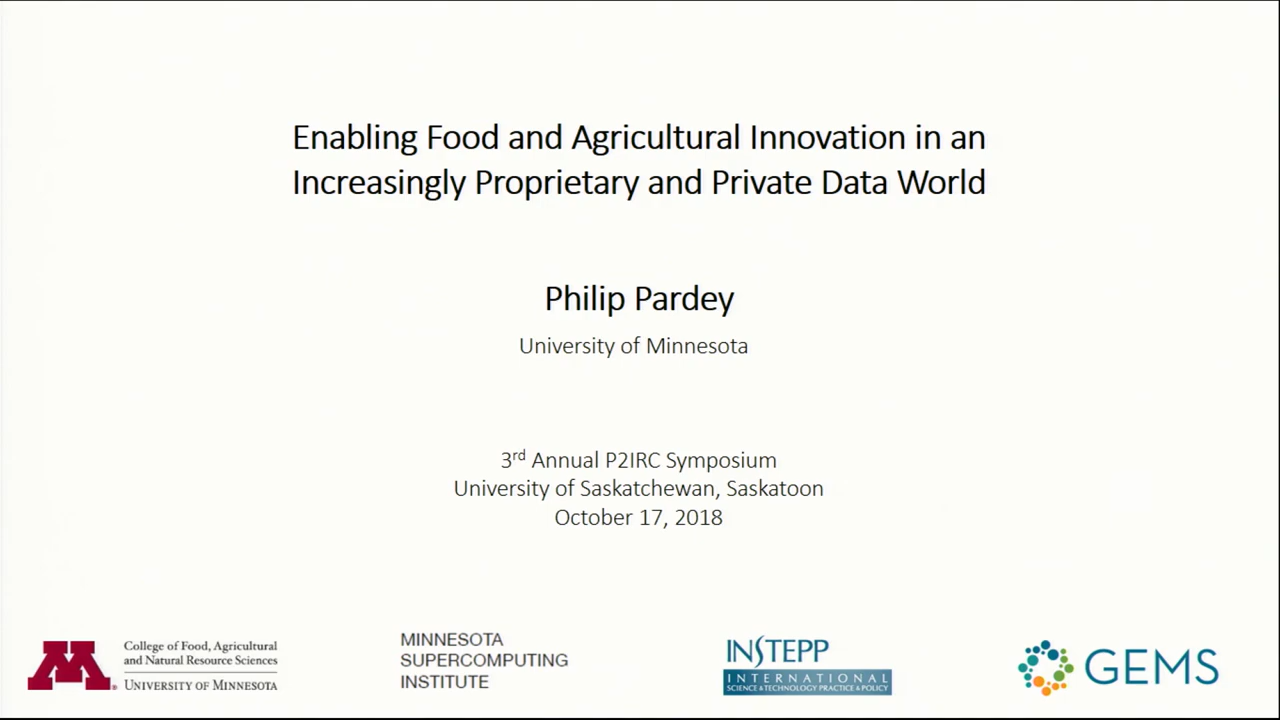 Enabling Food and Agricultural Innovation in an
Increasingly Proprietary and Private Data World
Philip Pardey
University of Minnesota
3rd Annual P2IRC Symposium
University of Saskatchewan, Saskatoon
October 17, 2018
M
College of Food, Agricultural
and Natural Resource Sciences
UNIVERSITY OF MINNESOTA
MINNESOTA
SUPERCOMPUTING
INSTITUTE
INSTEPP
INTERNATIONAL
SCIENCE & TECHNOLOGY PRACTICE & POLICY
GEMS